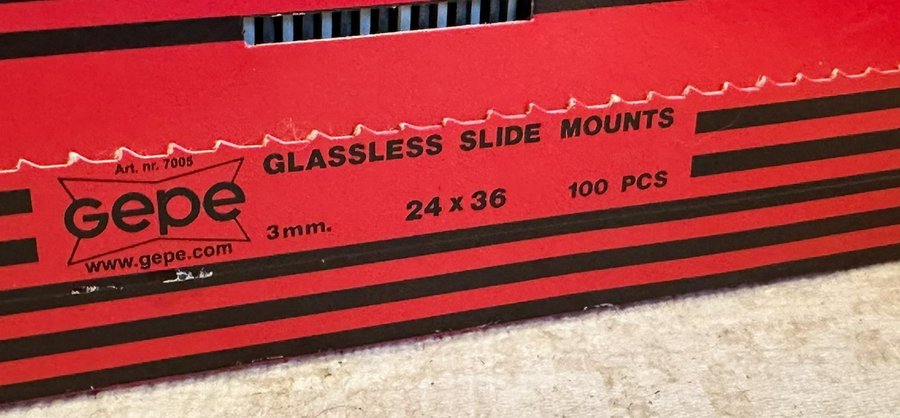 Art. nr. 7005
Gepe
www.gepe.com
GLASSLESS SLIDE MOUNTS
3mm. 24 x 36 100 PCS